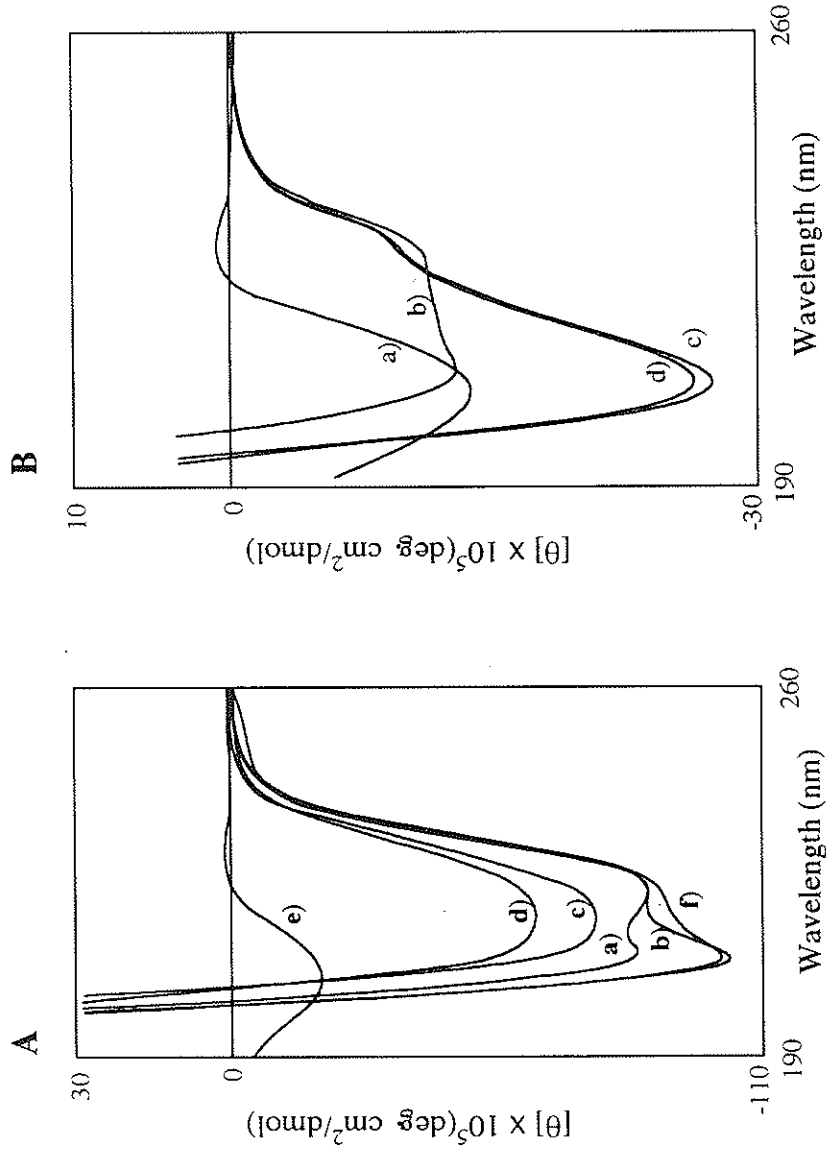 A
30
0
-110
190
260
[θ] X 10⁵(deg. cm²/dmol)
Wavelength (nm)
a)
b)
c)
d)
e)
f)
B
10
0
-30
190
260
[θ] X 10⁵(deg. cm²/dmol)
Wavelength (nm)
a)
b)
c)
d)